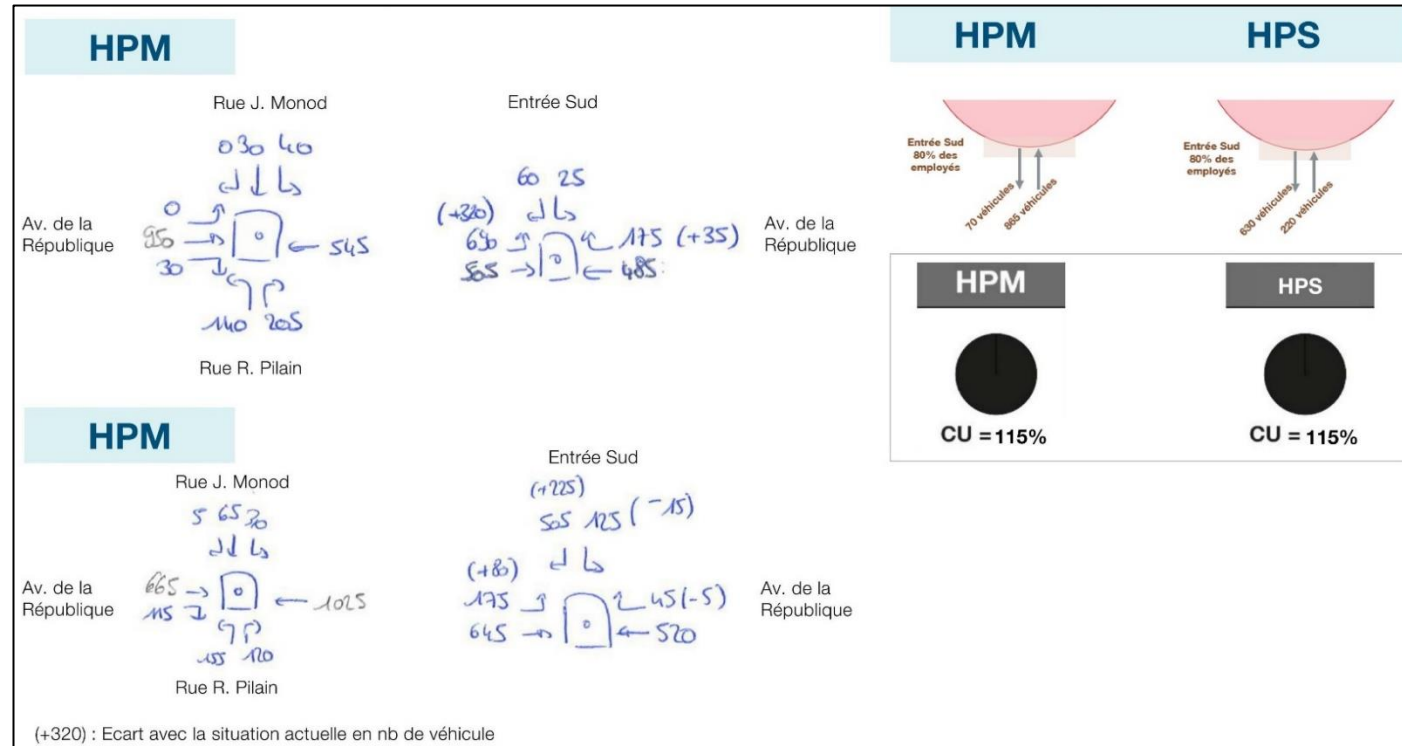 HPM
Rue J. Monod
0 30 40
Av. de la
République
0
950
30
545
140 205
Rue R. Pilain
Entrée Sud
60 25
(+320)
690
175 (+35)
565
485
Av. de la
République
HPM
Rue J. Monod
5 65 30
Av. de la
République
665
115
1025
155 120
Rue R. Pilain
Entrée Sud
(+225)
505 125 (-15)
(+80)
175
45 (-5)
645
520
Av. de la
République
(+320) : Ecart avec la situation actuelle en nb de véhicule
HPM
HPS
Entrée Sud
80% des
employés
70 véhicules
865 véhicules
Entrée Sud
80% des
employés
630 véhicules
220 véhicules
HPM
HPS
CU = 115%
CU = 115%